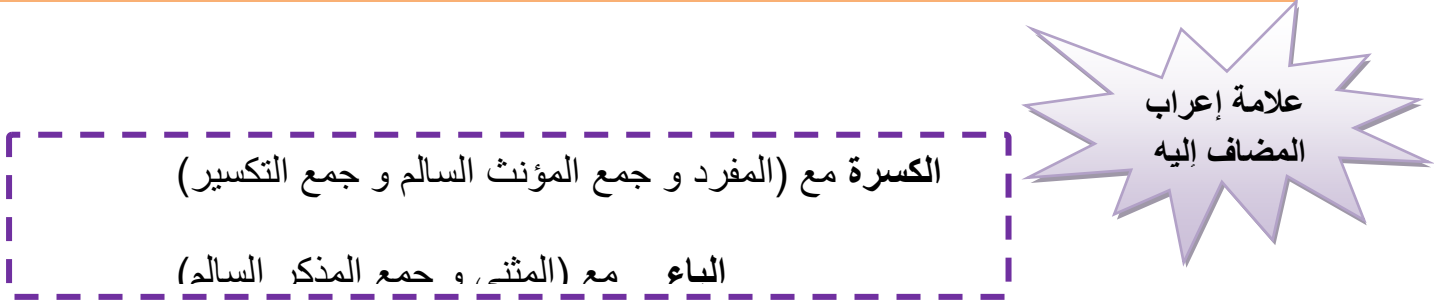 علامة إعراب
المضاف إليه
الكسرة مع (المفرد و جمع المؤنث السالم و جمع التكسير)
الياء مع (المثنى و جمع المذكر السالم)